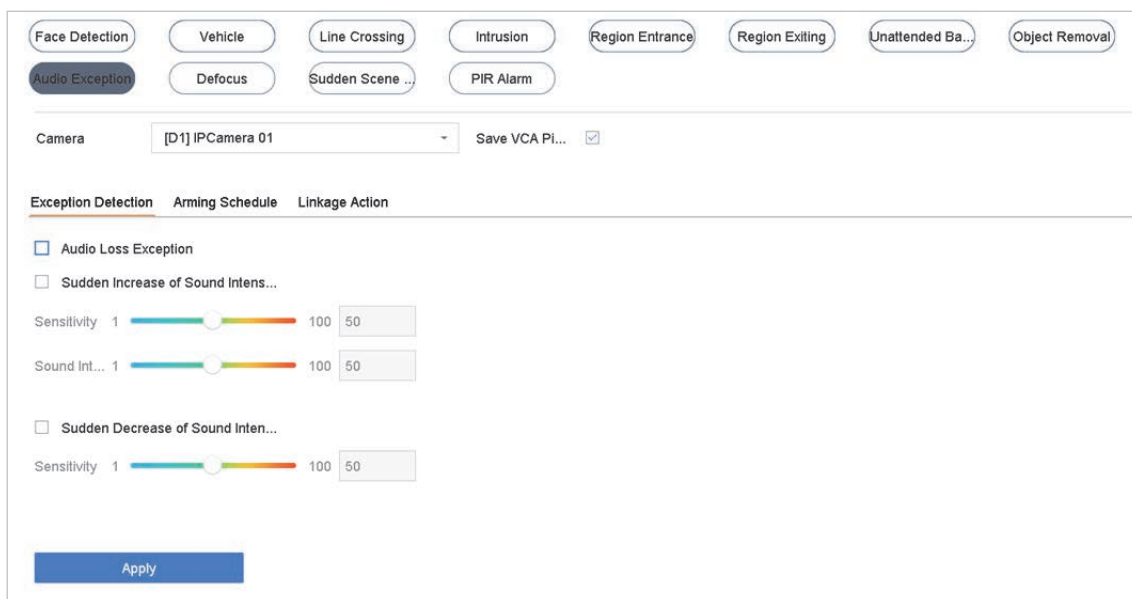 Face Detection Vehicle Line Crossing Intrusion Region Entrance Region Exiting Unattended Ba... Object Removal
Audio Exception Defocus Sudden Scene ... PIR Alarm
Camera [D1] IPCamera 01 Save VCA Pi...
Exception Detection Arming Schedule Linkage Action
Audio Loss Exception
Sudden Increase of Sound Intens...
Sensitivity 1 100 50
Sound Int... 1 100 50
Sudden Decrease of Sound Inten...
Sensitivity 1 100 50
Apply